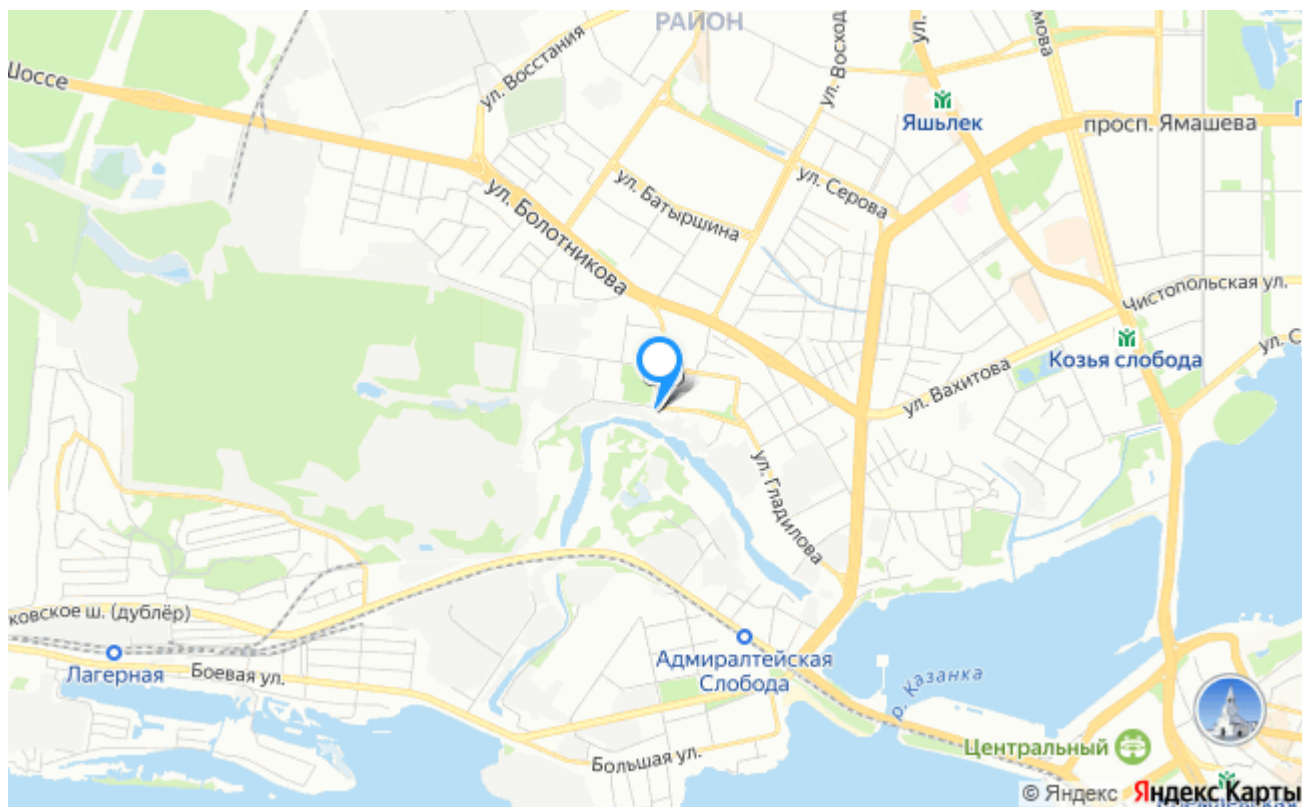 РАЙОН
Шоссе
ул. Восстания
ул. Восход
ул.
Яшьлек
просп. Ямашева
ул. Серова
ул. Батыршина
ул. Болотникова
Чистопольская ул.
Козья слобода
ул. С
ул. Вахитова
ул. Гладилова
ковское ш. (дублёр)
Лагерная
Боевая ул.
Адмиралтейская
Слобода
р. Казанка
Центральный
Большая ул.
© Яндекс Яндекс Карты